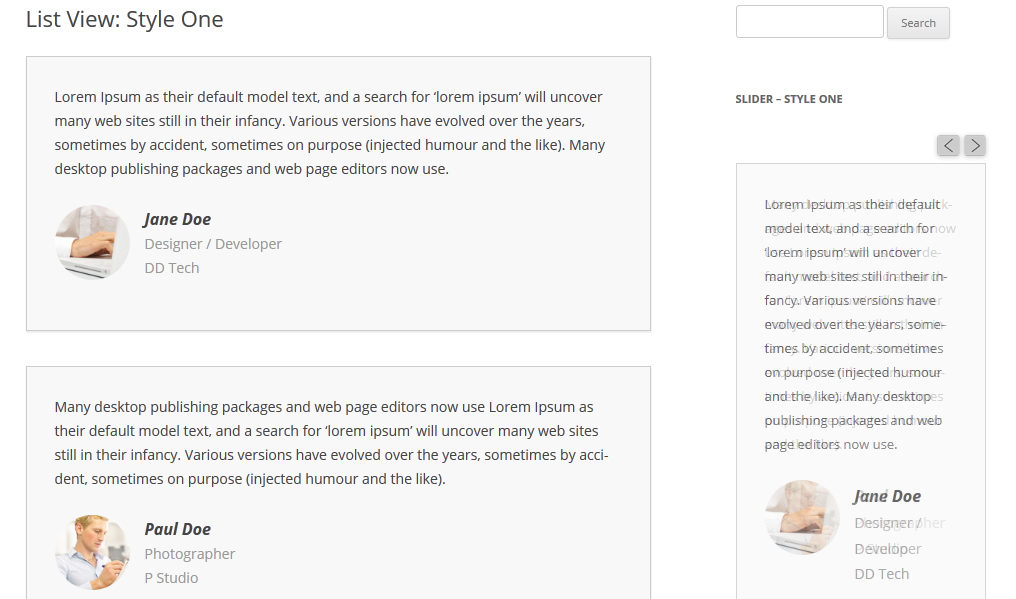 List View: Style One
Lorem Ipsum as their default model text, and a search for ‘lorem ipsum’ will uncover
many web sites still in their infancy. Various versions have evolved over the years,
sometimes by accident, sometimes on purpose (injected humour and the like). Many
desktop publishing packages and web page editors now use.
Jane Doe
Designer / Developer
DD Tech
Many desktop publishing packages and web page editors now use Lorem Ipsum as
their default model text, and a search for ‘lorem ipsum’ will uncover many web sites
still in their infancy. Various versions have evolved over the years, sometimes by acci-
dent, sometimes on purpose (injected humour and the like).
Paul Doe
Photographer
P Studio
Search
SLIDER – STYLE ONE
Lorem Ipsum as their default
model text, and a search for
‘lorem ipsum’ will uncover
many web sites still in their in-
fancy. Various versions have
evolved over the years, some-
times by accident, sometimes
on purpose (injected humour
and the like). Many desktop
publishing packages and web
page editors now use.
Jane Doe
Designer /
Developer
DD Tech